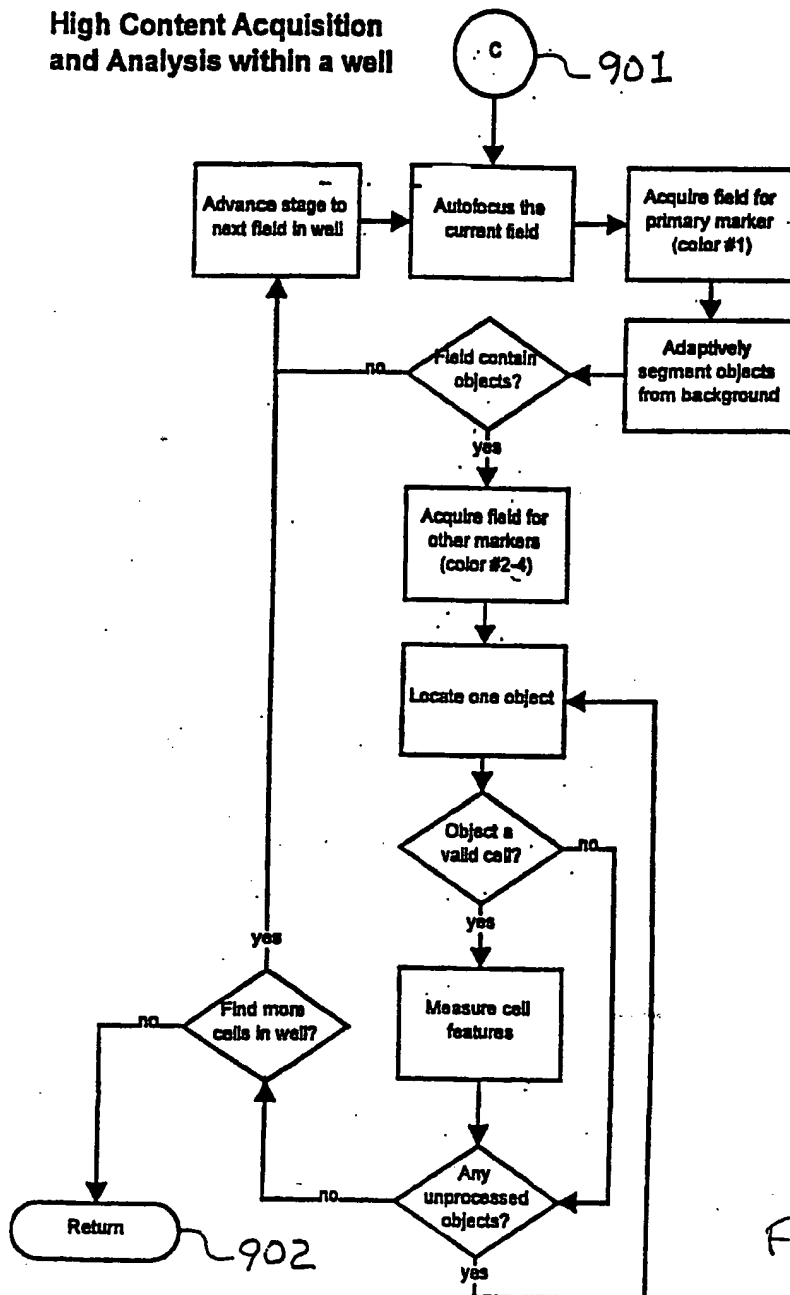 High Content Acquisition
and Analysis within a well
C
901
Advance stage to
next field in well
Autofocus the
current field
Acquire field for
primary marker
(color #1)
Field contain
objects?
no
Adaptively
segment objects
from background
yes
Acquire field for
other markers
(color #2-4)
Locate one object
Object a
valid cell?
no
yes
yes
Find more
cells in well?
no
Measure cell
features
Any
unprocessed
objects?
no
Return
902
F
yes